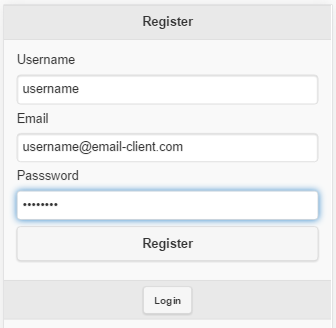 Register
Username
username
Email
username@email-client.com
Passsword
••••••••
Register
Login